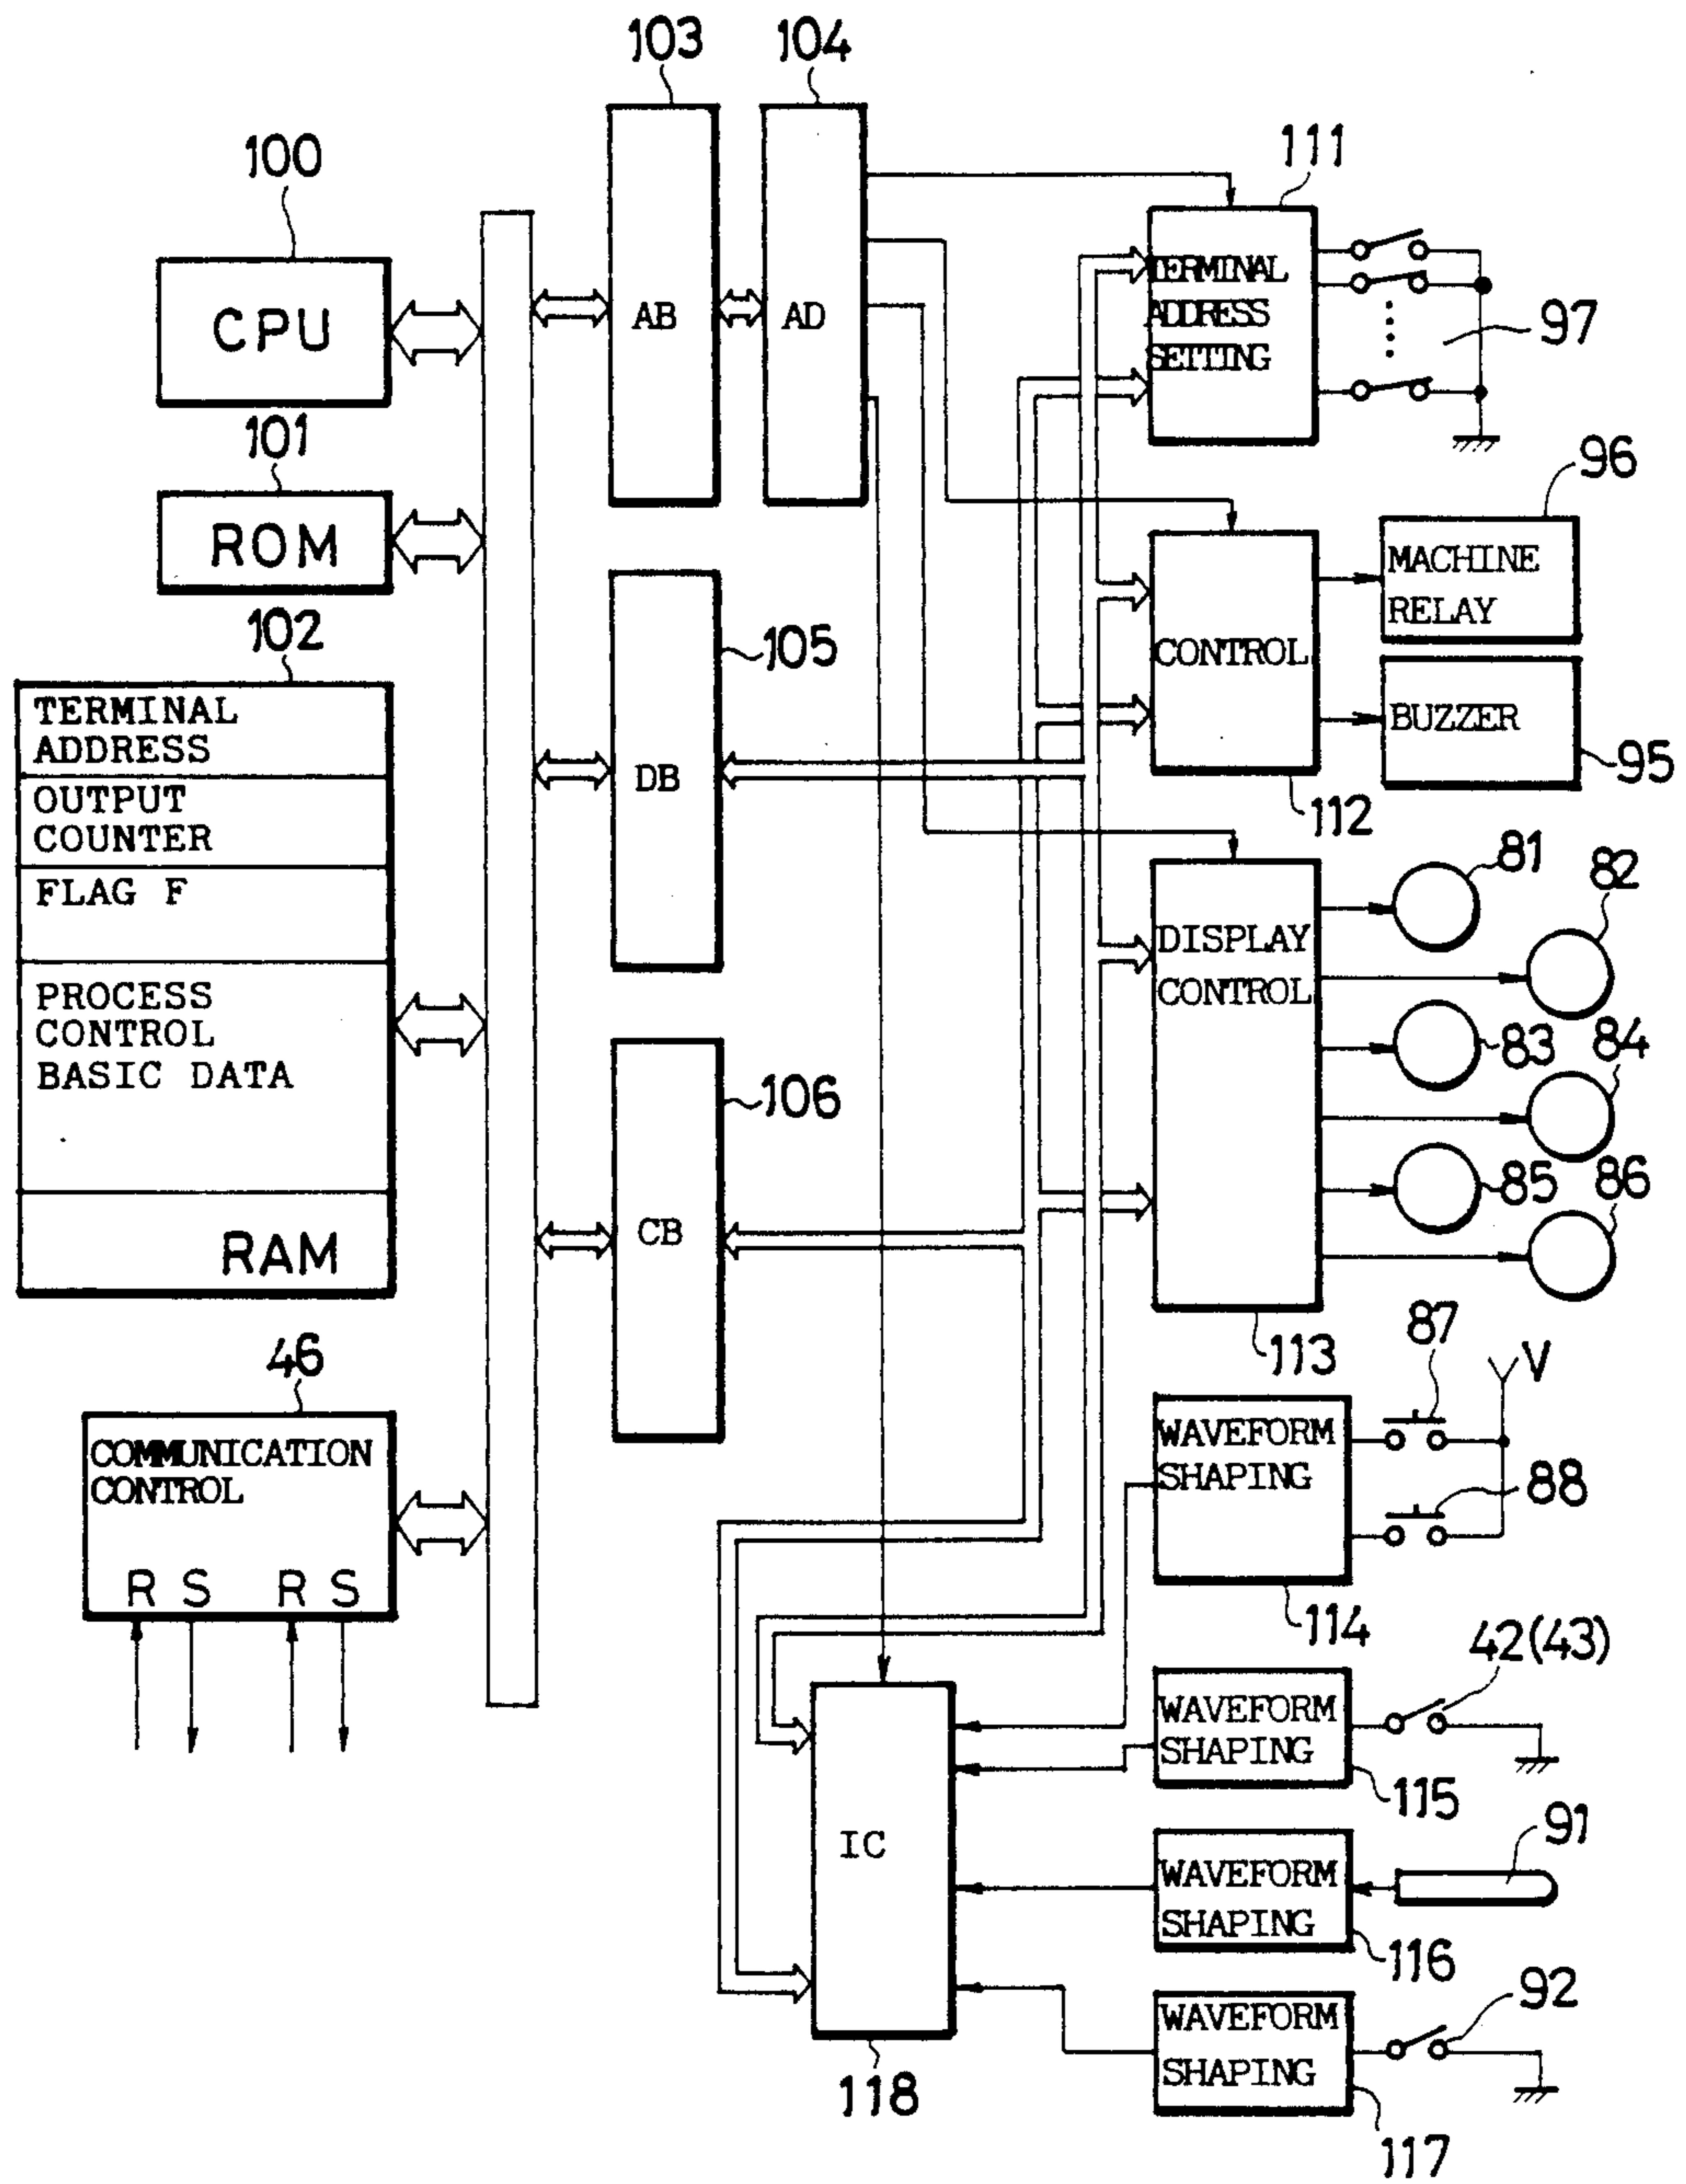 103
104
100
111
CPU
AB
AD
TERMINAL
ADDRESS
SETTING
97
101
ROM
96
MACHINE
RELAY
102
105
CONTROL
BUZZER
95
TERMINAL
ADDRESS
OUTPUT
COUNTER
FLAG F
PROCESS
CONTROL
BASIC DATA
RAM
DB
112
81
82
DISPLAY
CONTROL
83
84
106
85
86
CB
113
87
V
46
COMMUNICATION
CONTROL
R S R S
WAVEFORM
SHAPING
88
114
42(43)
WAVEFORM
SHAPING
115
IC
91
WAVEFORM
SHAPING
116
92
WAVEFORM
SHAPING
118
117